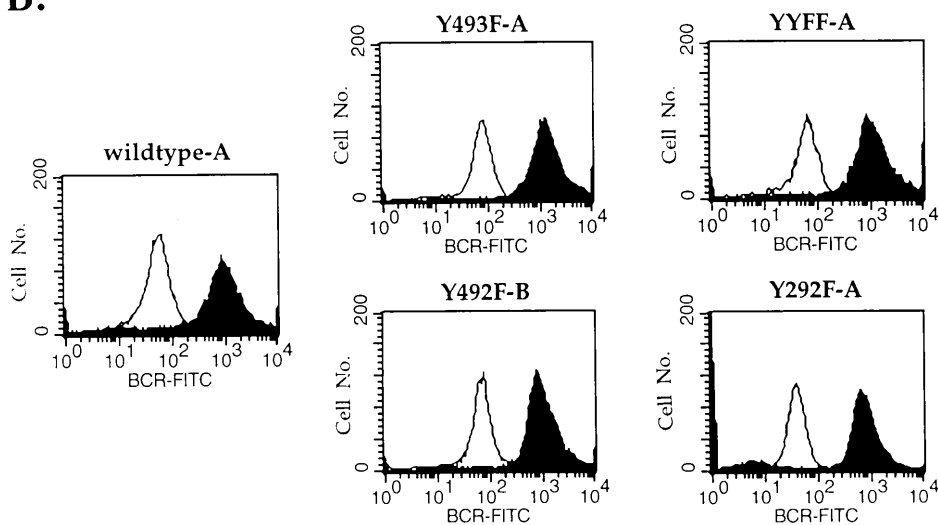 B.
wildtype-A
200
Cell No.
0
10^0 10^1 10^2 10^3 10^4
BCR-FITC
Y493F-A
200
Cell No.
0
10^0 10^1 10^2 10^3 10^4
BCR-FITC
YYFF-A
200
Cell No.
0
10^0 10^1 10^2 10^3 10^4
BCR-FITC
Y492F-B
200
Cell No.
0
10^0 10^1 10^2 10^3 10^4
BCR-FITC
Y292F-A
200
Cell No.
0
10^0 10^1 10^2 10^3 10^4
BCR-FITC